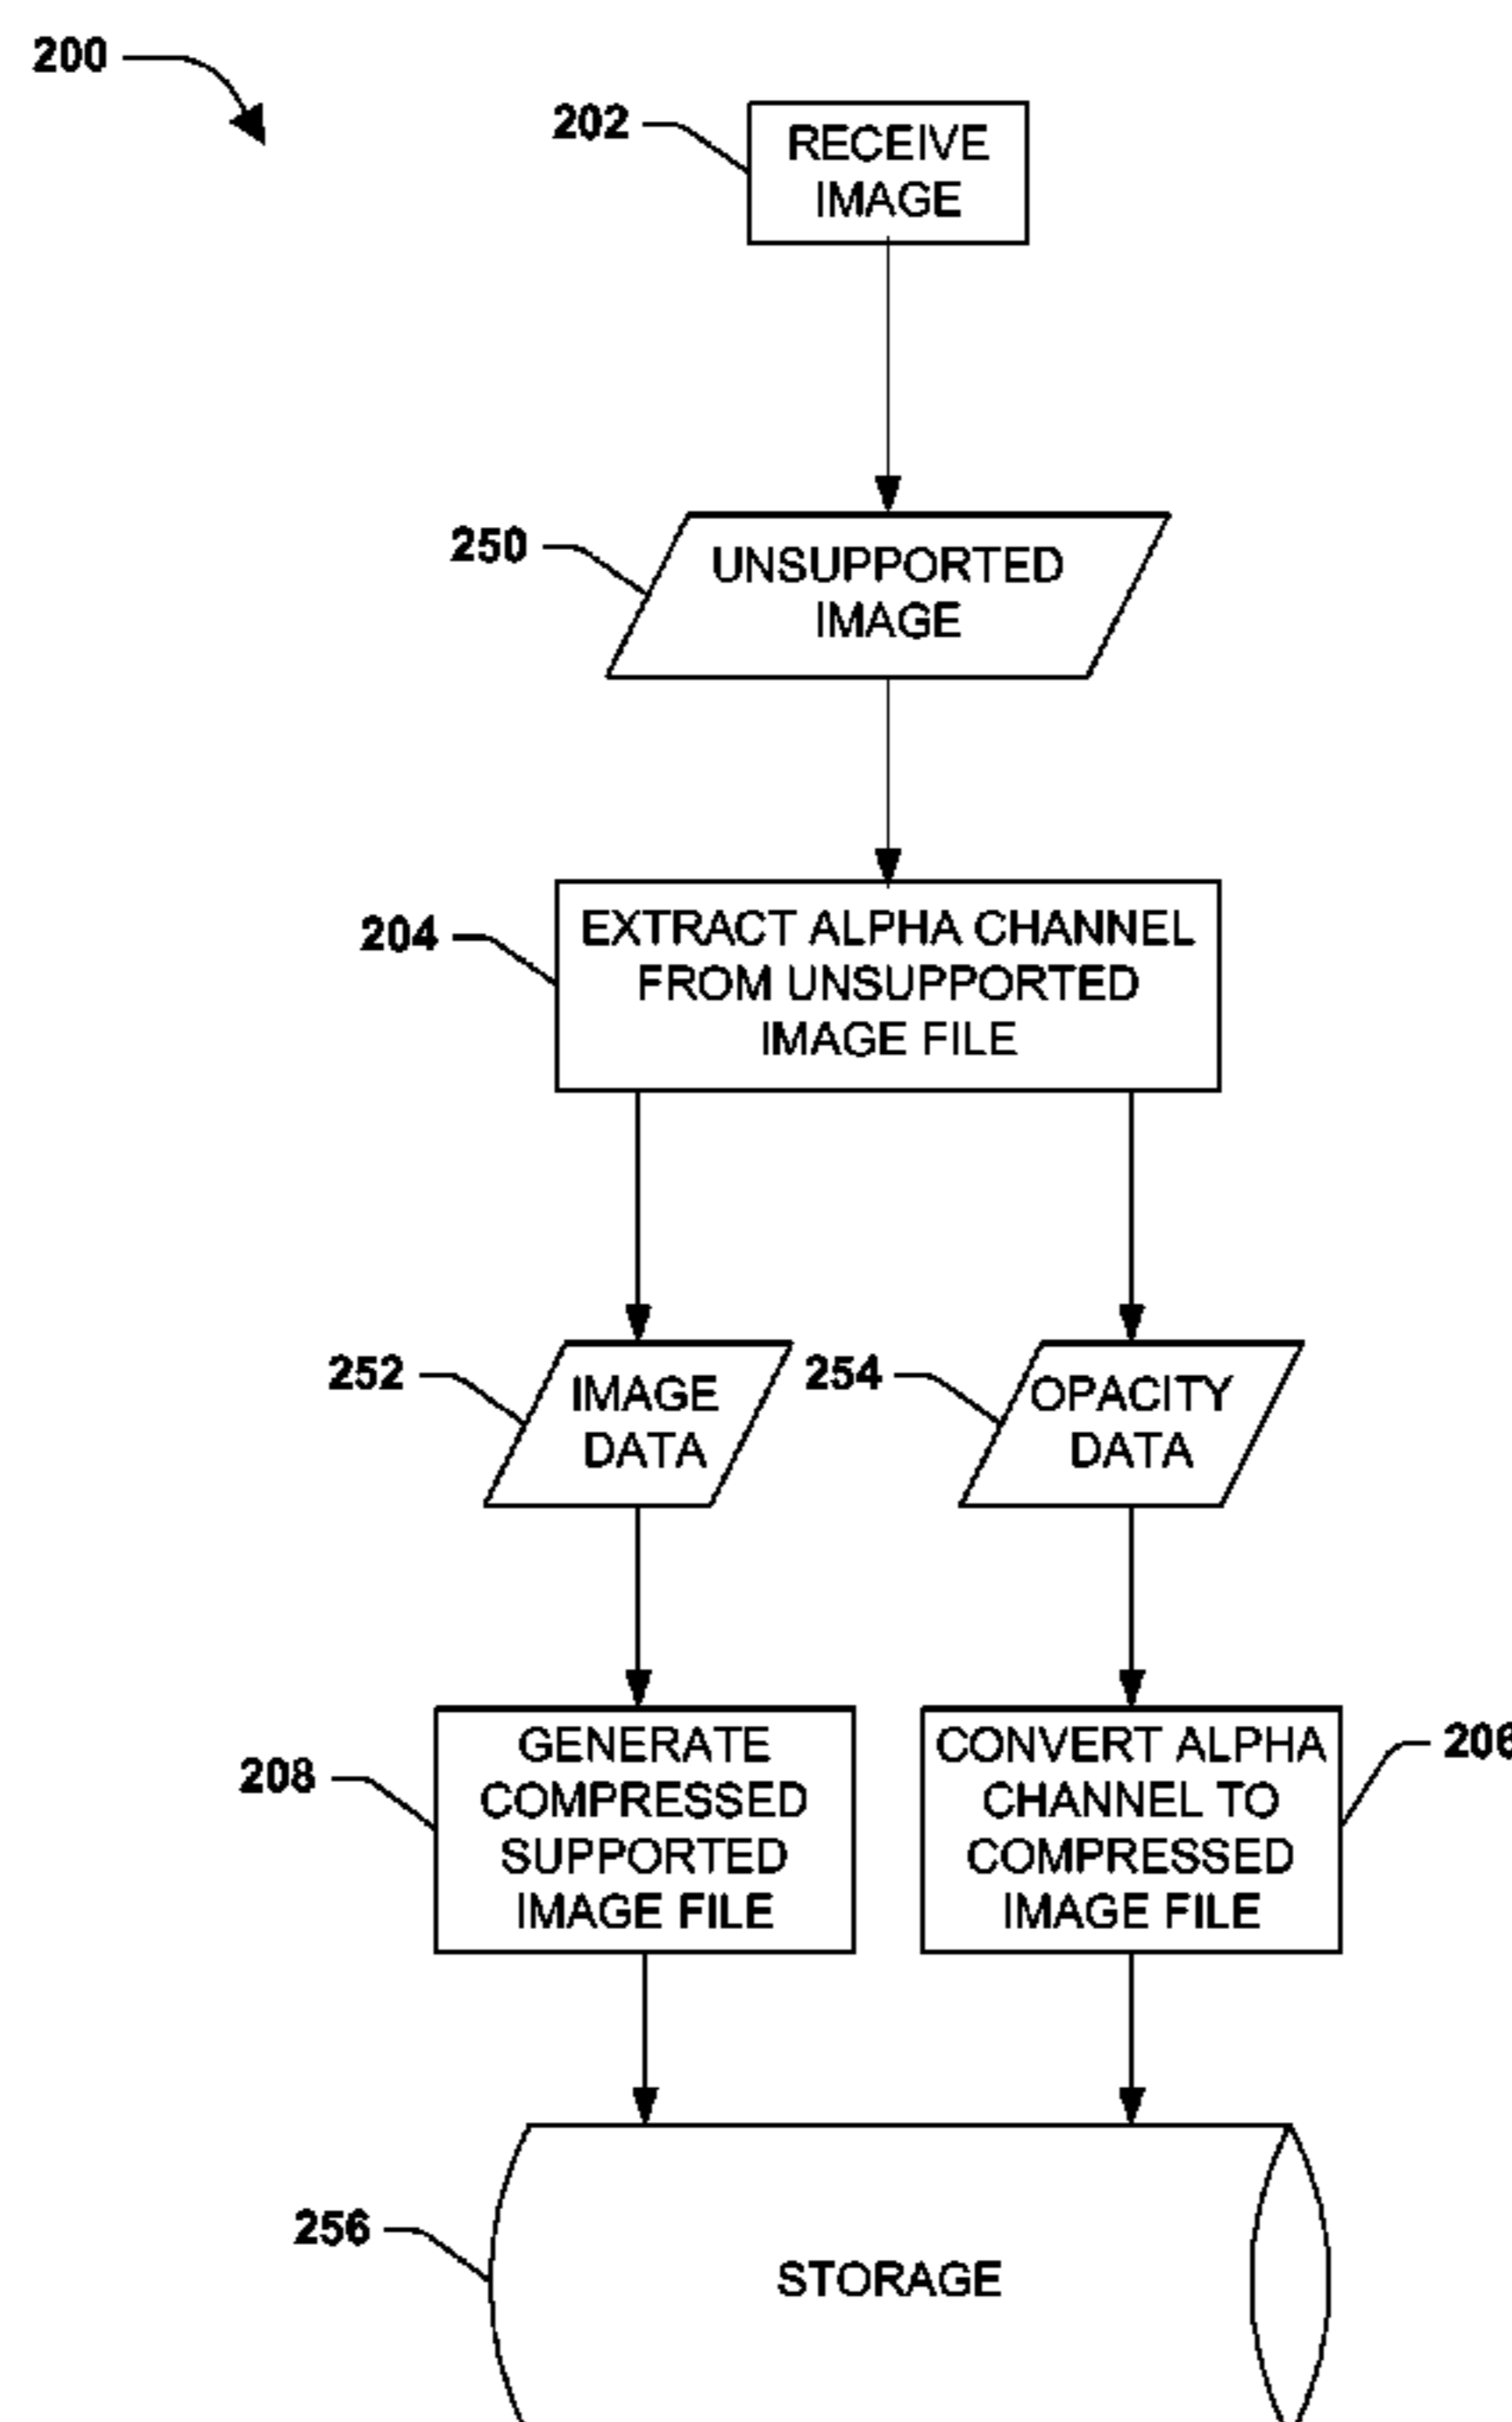 200
202
RECEIVE
IMAGE
250
UNSUPPORTED
IMAGE
204
EXTRACT ALPHA CHANNEL
FROM UNSUPPORTED
IMAGE FILE
252
IMAGE
DATA
254
OPACITY
DATA
208
GENERATE
COMPRESSED
SUPPORTED
IMAGE FILE
CONVERT ALPHA
CHANNEL TO
COMPRESSED
IMAGE FILE
206
256
STORAGE